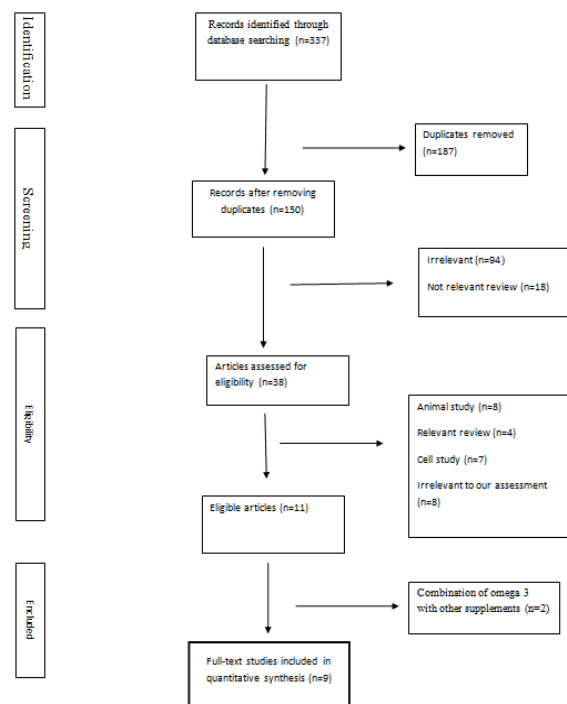 Identification
Records identified through
database searching (n=337)
Duplicates removed
(n=187)
Screening
Records after removing
duplicates (n=150)
Irrelevant (n=94)
Not relevant review (n=18)
Eligibility
Articles assessed for
eligibility (n=38)
Animal study (n=8)
Relevant review (n=4)
Cell study (n=7)
Irrelevant to our assessment
(n=8)
Eligible articles (n=11)
Encluded
Combination of omega 3
with other supplements (n=2)
Full-text studies included in
quantitative synthesis (n=9)